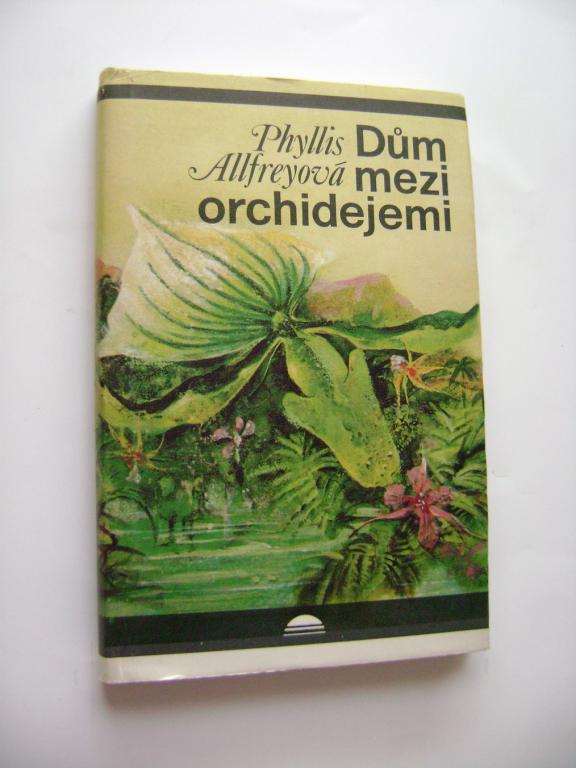 Phyllis Dům
Allfreyová mezi
orchidejemi